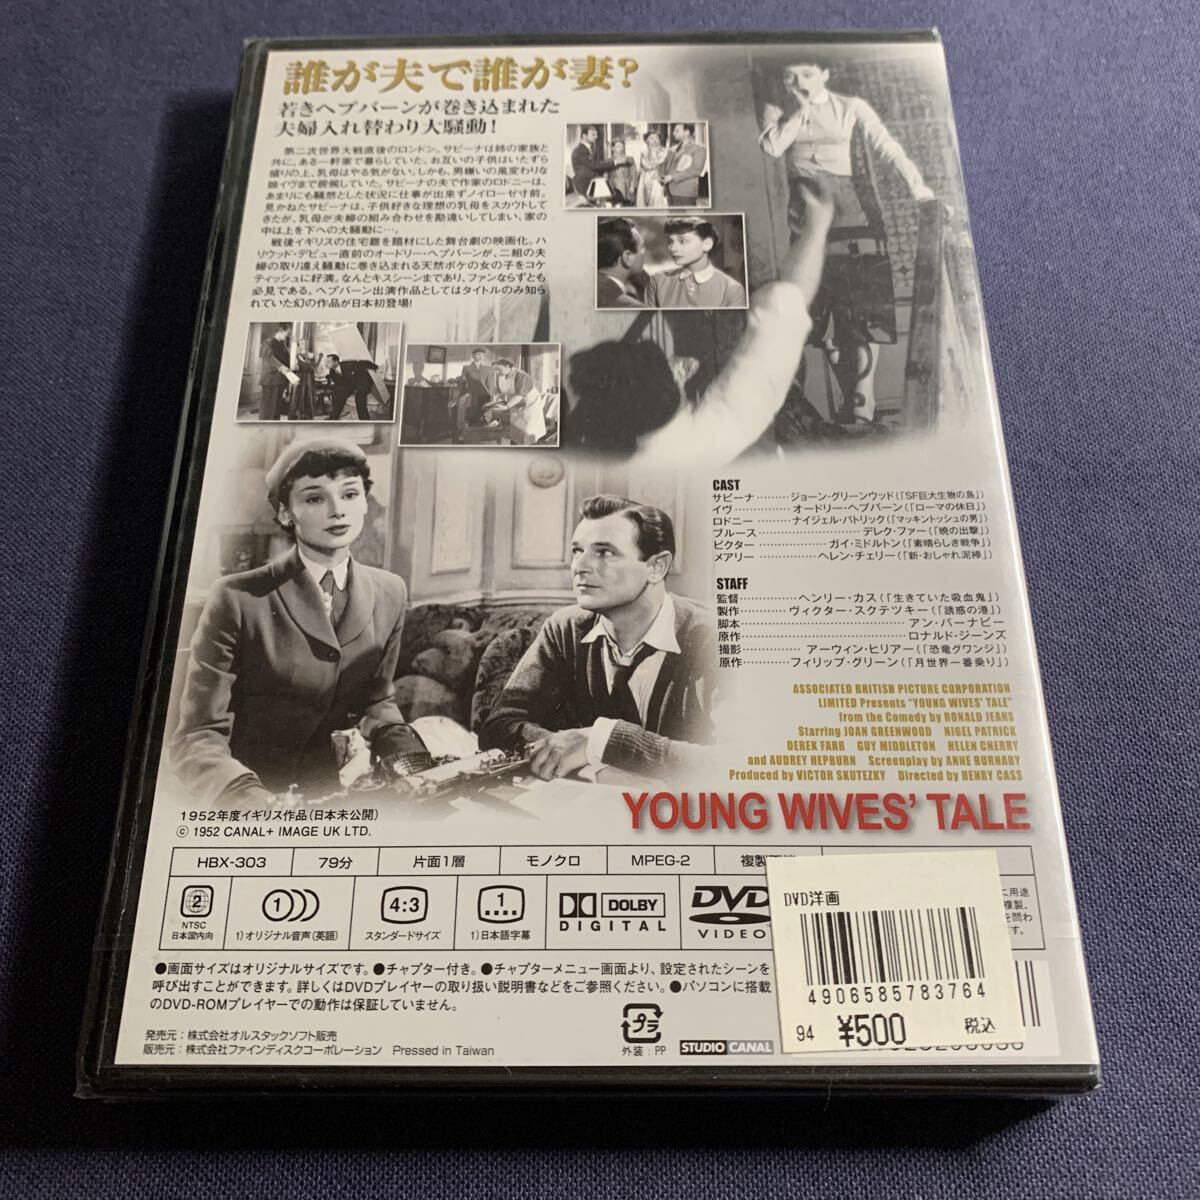 誰が夫で誰が妻?
若きヘプバーンが巻き込まれた
夫婦入れ替わり大騒動!
第二次世界大戦直後のロンドン。サビーナは姉の家族と
共に、ある一軒家で暮らしていた。お互いの子供はいたずら
盛りの上、乳母はやる気がない。しかも、男嫌いの風変わりな
娘イヴまで居候していた。サビーナの夫で作家のロドニーは、
あまりにも騒然とした状況に仕事が出来ずノイローゼ寸前。
見かねたサビーナは、子供好きな理想の乳母をスカウトして
きたが、乳母が夫婦の組み合わせを勘違いしてしまい、家の
中は上を下への大騒動に…。
戦後イギリスの住宅難を題材にした舞台劇の映画化。ハ
リウッド・デビュー直前のオードリー・ヘプバーンが、二組の夫
婦の取り違え騒動に巻き込まれる天然ボケの女の子をコケ
ティッシュに好演。なんとキスシーンまであり、ファンならずとも
必見である。ヘプバーン出演作品としてはタイトルのみ知ら
れていた幻の作品が日本初登場!
CAST
サビーナ………ジョーン・グリーンウッド(「SF巨大生物の島」)
イヴ……………オードリー・ヘプバーン(「ローマの休日」)
ロドニー………ナイジェル・パトリック(「マッキントッシュの男」)
ブルース……………………デレク・ファー(「暁の出撃」)
ビクター………………ガイ・ミドルトン(「素晴らしき戦争」)
メアリー……………ヘレン・チェリー(「新・おしゃれ泥棒」)
STAFF
監督……………ヘンリー・カス(「生きていた吸血鬼」)
製作…………ヴィクター・スクテツキー(「誘惑の港」)
脚本………………………………………アン・バーナビー
原作………………………………………ロナルド・ジーンズ
撮影……………アーウィン・ヒリアー(「恐竜グワンジ」)
原作…………フィリップ・グリーン(「月世界一番乗り」)
ASSOCIATED BRITISH PICTURE CORPORATION
LIMITED Presents "YOUNG WIVES' TALE"
from the Comedy by RONALD JEANS
Starring JOAN GREENWOOD NIGEL PATRICK
DEREK FARR GUY MIDDLETON HELEN CHERRY
and AUDREY HEPBURN Screenplay by ANNE BURNABY
Produced by VICTOR SKUTEZKY Directed by HENRY CASS
YOUNG WIVES' TALE
1952年度イギリス作品(日本未公開)
© 1952 CANAL+ IMAGE UK LTD.
HBX-303 79分 片面1層 モノクロ MPEG-2 複製
2 NTSC 日本国内向
1 1)オリジナル音声(英語)
4:3 スタンダードサイズ
1 1)日本語字幕
DOLBY DIGITAL
DVD VIDEO
に用途
複製、
を問わ
す。
●画面サイズはオリジナルサイズです。●チャプター付き。●チャプターメニュー画面より、設定されたシーンを
呼び出すことができます。詳しくはDVDプレイヤーの取り扱い説明書などをご参照ください。●パソコンに搭載
のDVD-ROMプレイヤーでの動作は保証していません。
発売元:株式会社オルスタックソフト販売
販売元:株式会社ファインディスクコーポレーション Pressed in Taiwan
プラ
外装:PP
STUDIO CANAL
DVD洋画
4906585783764
94 ¥500 税込